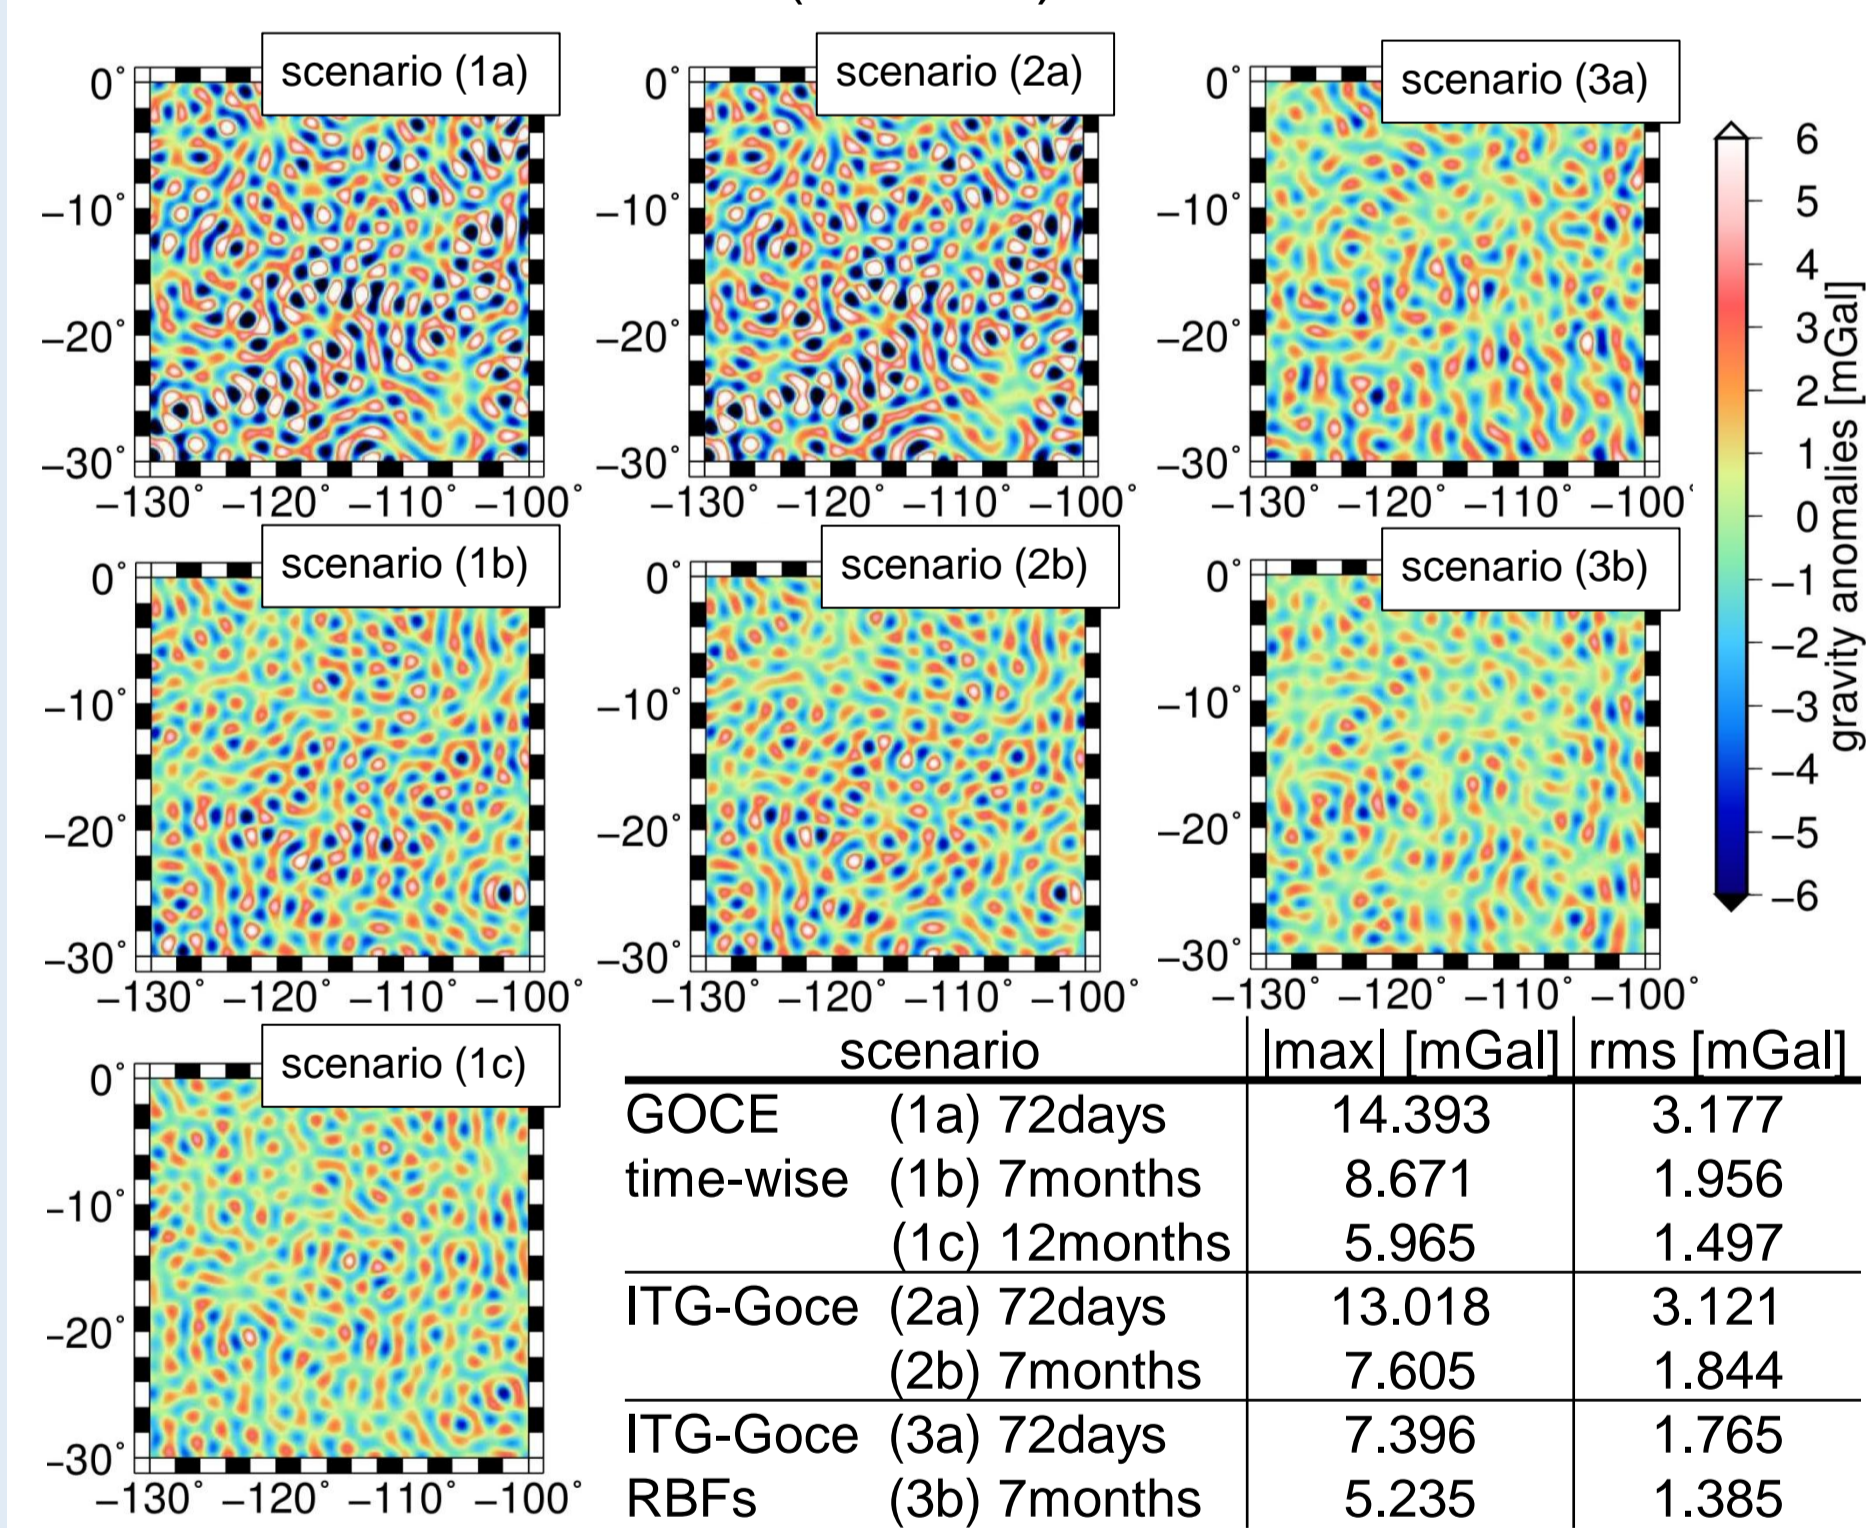 scenario (1a)
0°
−10°
−20°
−30°
−130° −120° −110° −100°
scenario (2a)
0°
−10°
−20°
−30°
−130° −120° −110° −100°
scenario (3a)
0°
−10°
−20°
−30°
−130° −120° −110° −100°
6
5
4
3
2
1
0
−1
−2
−3
−4
−5
−6
gravity anomalies [mGal]
scenario (1b)
0°
−10°
−20°
−30°
−130° −120° −110° −100°
scenario (2b)
0°
−10°
−20°
−30°
−130° −120° −110° −100°
scenario (3b)
0°
−10°
−20°
−30°
−130° −120° −110° −100°
scenario (1c)
0°
−10°
−20°
−30°
−130° −120° −110° −100°
scenario |max| [mGal] rms [mGal]
GOCE (1a) 72days 14.393 3.177
time-wise (1b) 7months 8.671 1.956
(1c) 12months 5.965 1.497
ITG-Goce (2a) 72days 13.018 3.121
(2b) 7months 7.605 1.844
ITG-Goce (3a) 72days 7.396 1.765
RBFs (3b) 7months 5.235 1.385